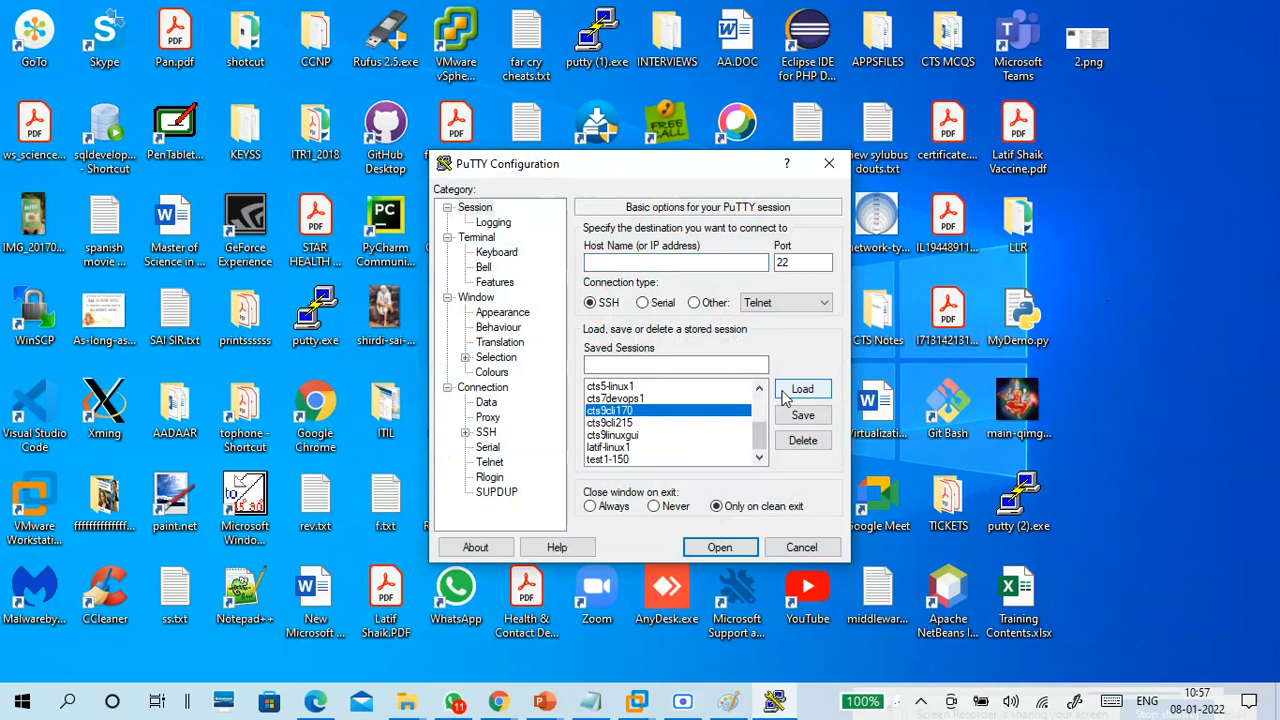 GoTo
Skype
Pan.pdf
shotcut
CCNP
Rufus 2.5.exe
VMware
vSphe...
far cry
cheats.txt
putty (1).exe
INTERVIEWS
AA.DOC
Eclipse IDE
for PHP D...
APPSFILES
CTS MCQS
Microsoft
Teams
2.png
ws_science...
sqldevelop...
- Shortcut
PenTablet...
KEYSS
ITR1_2018
GitHub
Desktop
certificate....
Latif Shaik
Vaccine.pdf
PuTTY Configuration
?
Category:
Session
Logging
Terminal
Keyboard
Bell
Features
Window
Appearance
Behaviour
Translation
Selection
Colours
Connection
Data
Proxy
SSH
Serial
Telnet
Rlogin
SUPDUP
Basic options for your PuTTY session
Specify the destination you want to connect to
Host Name (or IP address)
Port
22
Connection type:
SSH
Serial
Other:
Telnet
Load, save or delete a stored session
Saved Sessions
cts5-linux1
cts7devops1
cts9cli170
cts9cli215
cts9linuxgui
latif-linux1
test1-150
Load
Save
Delete
Close window on exit:
Always
Never
Only on clean exit
About
Help
Open
Cancel
IMG_20170...
spanish
movie ...
Master of
Science in ...
GeForce
Experience
STAR
HEALTH ...
PyCharm
Communi...
IL19448911...
LLR
WinSCP
As-long-as...
SAI SIR.txt
printsssss
putty.exe
shirdi-sai-...
CTS Notes
I713142131...
MyDemo.py
Visual Studio
Code
Xming
AADAAR
tophone -
Shortcut
Google
Chrome
ITIL
Git Bash
main-qimg...
VMware
Workstati...
ffffffffffffff...
paint.net
Microsoft
Windo...
rev.txt
f.txt
Google Meet
TICKETS
putty (2).exe
Malwareby...
CCleaner
ss.txt
Notepad++
New
Microsoft ...
Latif
Shaik.PDF
WhatsApp
Health &
Contact De...
Zoom
AnyDesk.exe
Microsoft
Support a...
YouTube
middlewar...
Apache
NetBeans I...
Training
Contents.xlsx
11
100%
ENG
10:57
08-01-2022